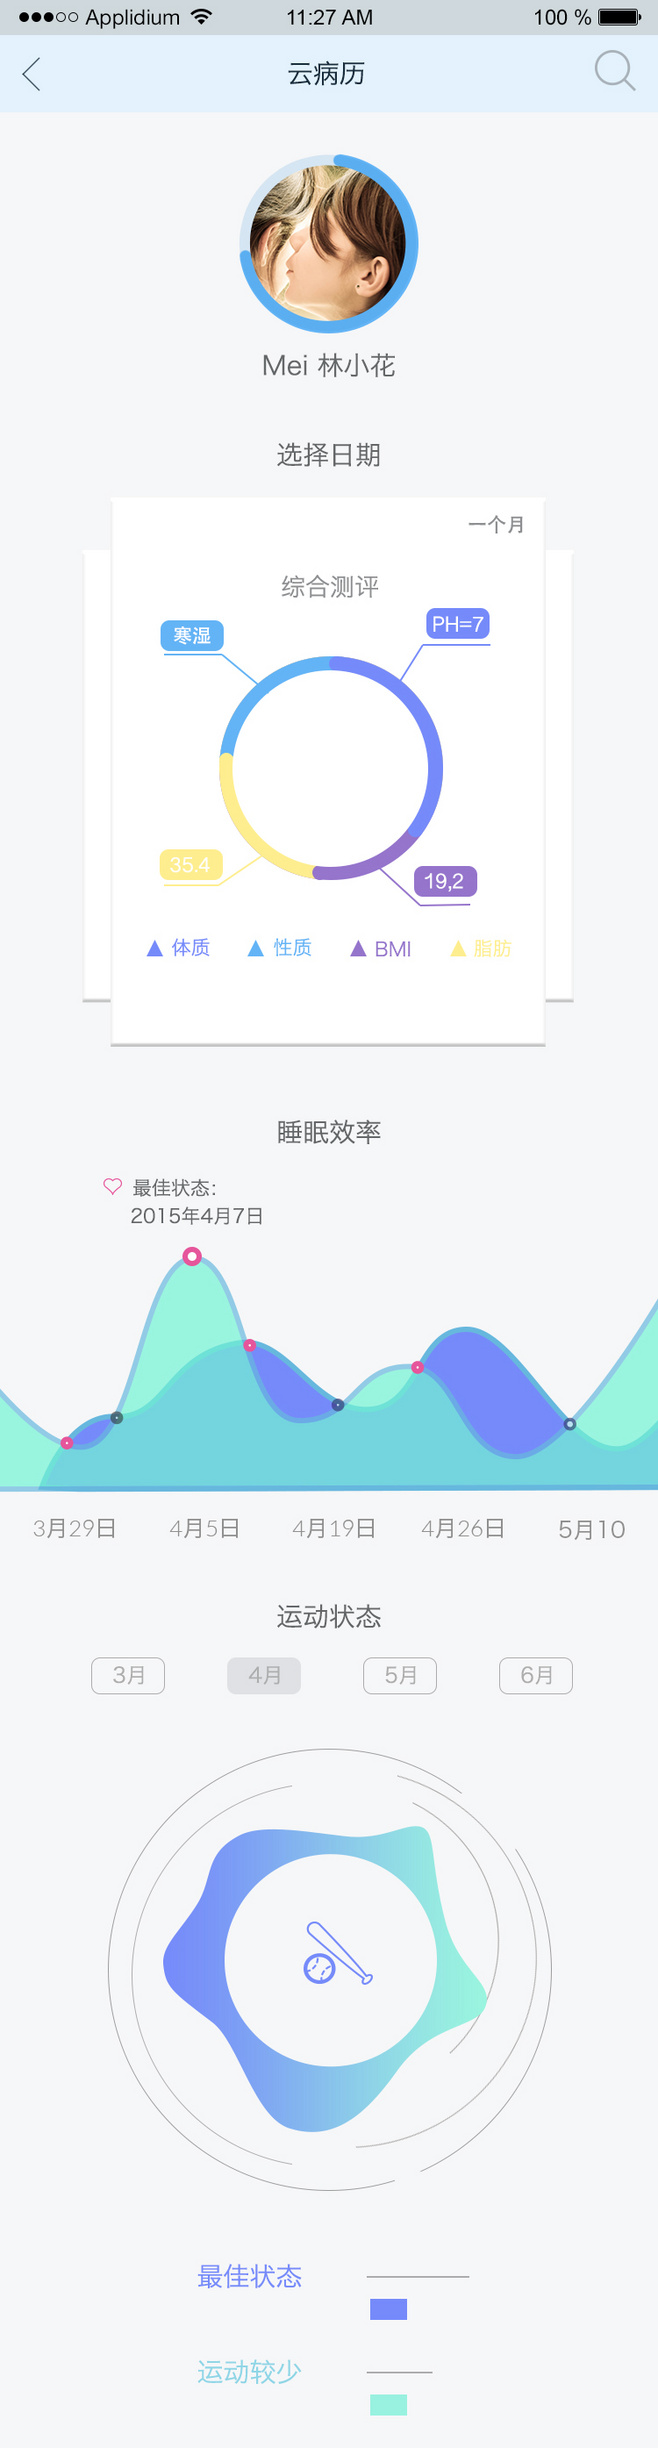 Applidium 11:27 AM 100 %
云病历
Mei 林小花
选择日期
一个月
综合测评
寒湿 PH=7
35.4 19,2
体质 性质 BMI 脂肪
睡眠效率
最佳状态:
2015年4月7日
3月29日 4月5日 4月19日 4月26日 5月10
运动状态
3月 4月 5月 6月
最佳状态
运动较少